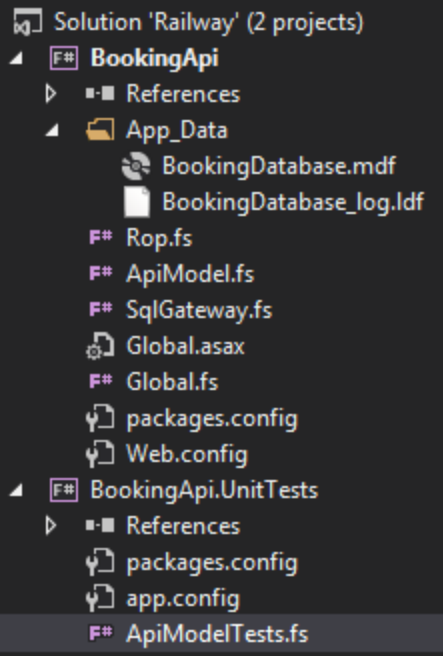 Solution 'Railway' (2 projects)
F# BookingApi
References
App_Data
BookingDatabase.mdf
BookingDatabase_log.ldf
F# Rop.fs
F# ApiModel.fs
F# SqlGateway.fs
Global.asax
F# Global.fs
packages.config
Web.config
F# BookingApi.UnitTests
References
packages.config
app.config
F# ApiModelTests.fs